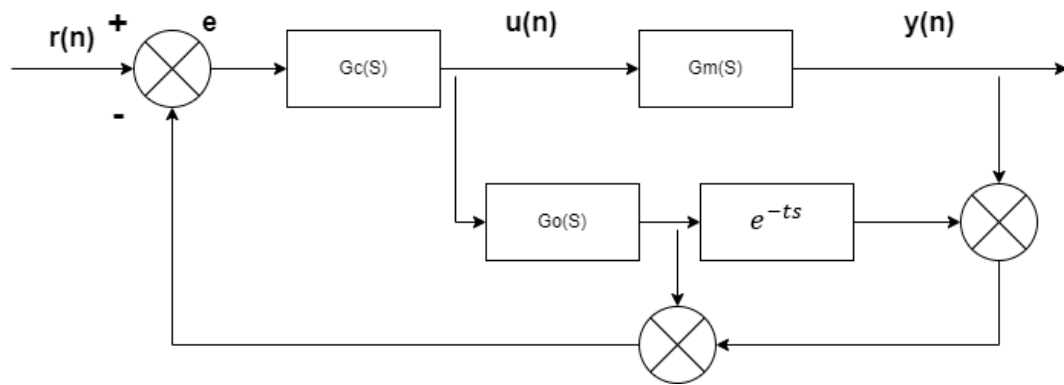 +
e
u(n)
y(n)
r(n)
Gc(S)
Gm(S)
-
Go(S)
e^{-ts}